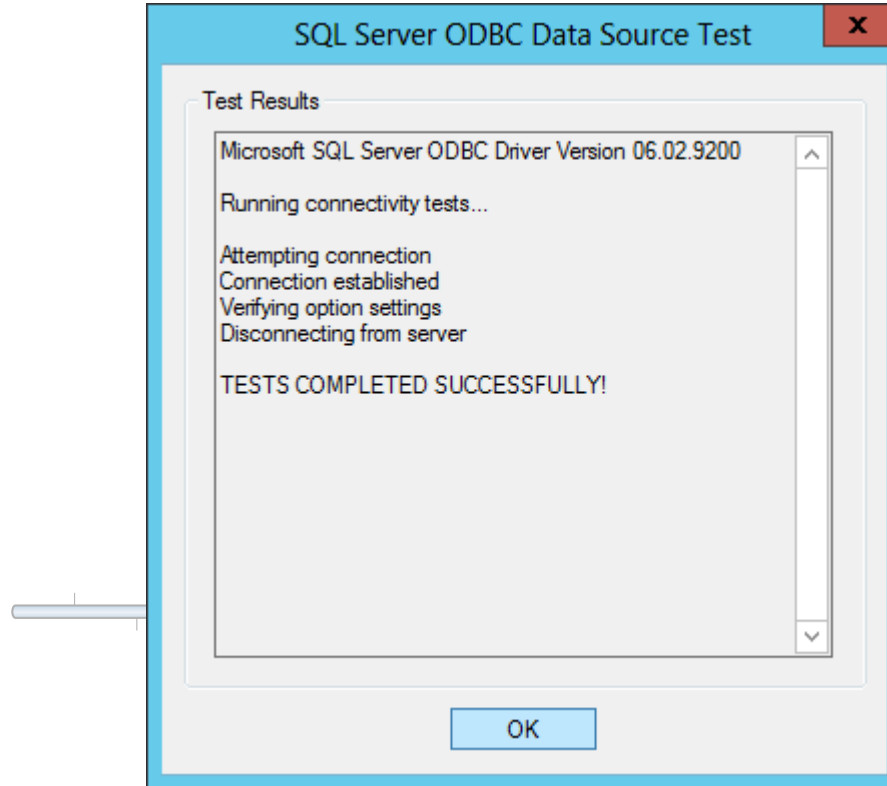 SQL Server ODBC Data Source Test
x
Test Results
Microsoft SQL Server ODBC Driver Version 06.02.9200
Running connectivity tests...
Attempting connection
Connection established
Verifying option settings
Disconnecting from server
TESTS COMPLETED SUCCESSFULLY!
OK